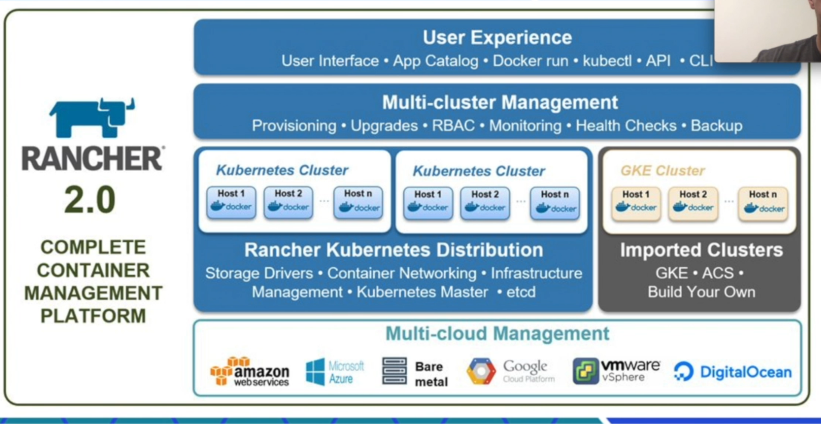 RANCHER
2.0
COMPLETE
CONTAINER
MANAGEMENT
PLATFORM
User Experience
User Interface • App Catalog • Docker run • kubectl • API • CLI
Multi-cluster Management
Provisioning • Upgrades • RBAC • Monitoring • Health Checks • Backup
Kubernetes Cluster
Host 1 Host 2 ... Host n
docker docker docker
Kubernetes Cluster
Host 1 Host 2 ... Host n
docker docker docker
Rancher Kubernetes Distribution
Storage Drivers • Container Networking • Infrastructure
Management • Kubernetes Master • etcd
GKE Cluster
Host 1 Host 2 ... Host n
docker docker docker
Imported Clusters
GKE • ACS •
Build Your Own
Multi-cloud Management
amazon
webservices
Microsoft
Azure
Bare
metal
Google
Cloud Platform
vmware
vSphere
DigitalOcean